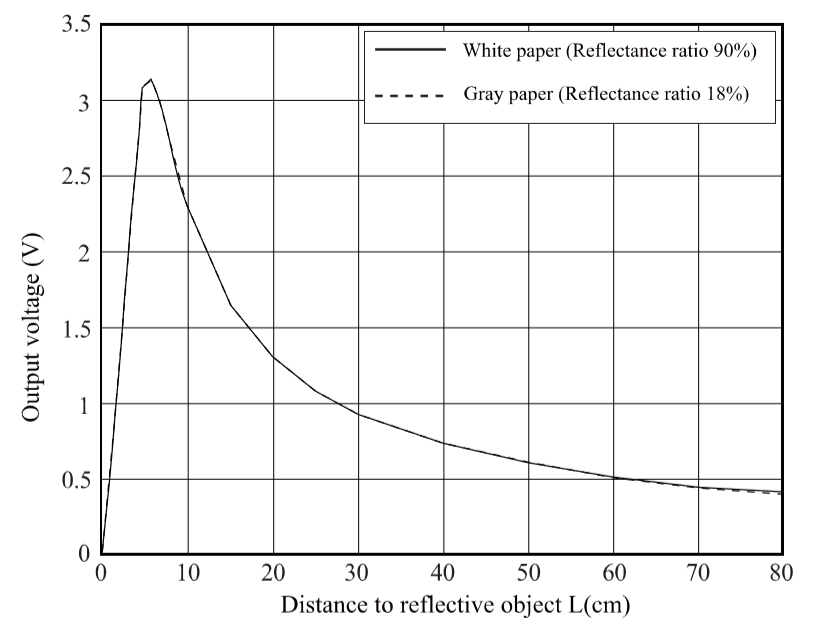 3.5
White paper (Reflectance ratio 90%)
Gray paper (Reflectance ratio 18%)
3
2.5
2
1.5
1
0.5
0
Output voltage (V)
0 10 20 30 40 50 60 70 80
Distance to reflective object L(cm)